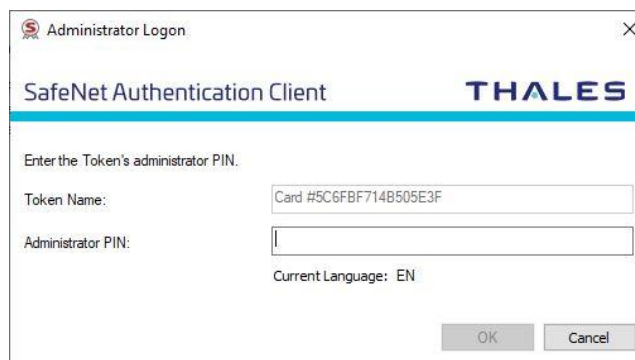 Administrator Logon
SafeNet Authentication Client THALES
Enter the Token's administrator PIN.
Token Name: Card #5C6FBF714B505E3F
Administrator PIN:
Current Language: EN
OK Cancel